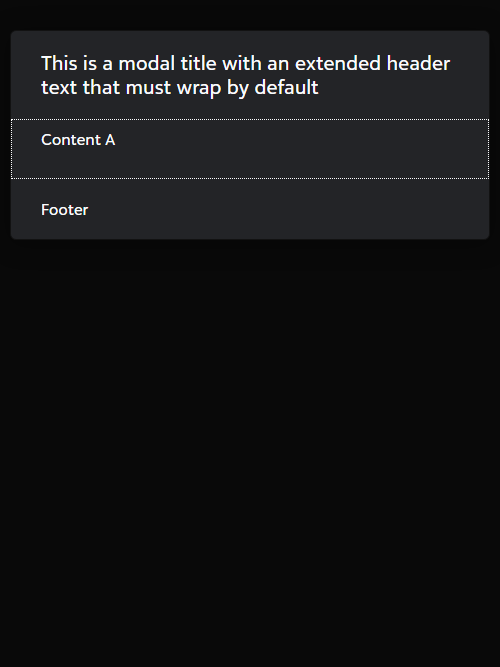 This is a modal title with an extended header
text that must wrap by default
Content A
Footer